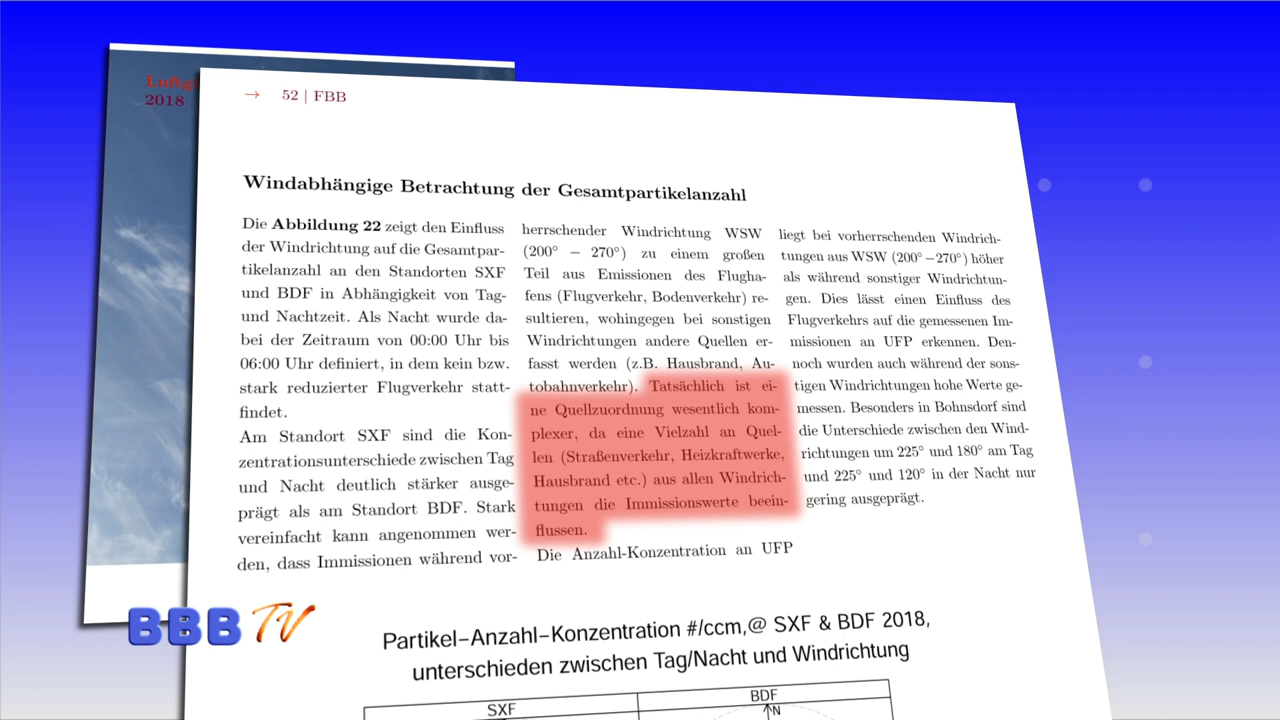 Luftg
2018
→ 52 | FBB
Windabhängige Betrachtung der Gesamtpartikelanzahl
Die Abbildung 22 zeigt den Einfluss
der Windrichtung auf die Gesamtpar-
tikelanzahl an den Standorten SXF
und BDF in Abhängigkeit von Tag-
und Nachtzeit. Als Nacht wurde da-
bei der Zeitraum von 00:00 Uhr bis
06:00 Uhr definiert, in dem kein bzw.
stark reduzierter Flugverkehr statt-
findet.
Am Standort SXF sind die Kon-
zentrationsunterschiede zwischen Tag
und Nacht deutlich stärker ausge-
prägt als am Standort BDF. Stark
vereinfacht kann angenommen wer-
den, dass Immissionen während vor-
herrschender Windrichtung WSW
(200° − 270°) zu einem großen
Teil aus Emissionen des Flugha-
fens (Flugverkehr, Bodenverkehr) re-
sultieren, wohingegen bei sonstigen
Windrichtungen andere Quellen er-
fasst werden (z.B. Hausbrand, Au-
tobahnverkehr). Tatsächlich ist ei-
ne Quellzuordnung wesentlich kom-
plexer, da eine Vielzahl an Quel-
len (Straßenverkehr, Heizkraftwerke,
Hausbrand etc.) aus allen Windrich-
tungen die Immissionswerte beein-
flussen.
Die Anzahl-Konzentration an UFP
liegt bei vorherrschenden Windrich-
tungen aus WSW (200° −270°) höher
als während sonstiger Windrichtun-
gen. Dies lässt einen Einfluss des
Flugverkehrs auf die gemessenen Im-
missionen an UFP erkennen. Den-
noch wurden auch während der sons-
tigen Windrichtungen hohe Werte ge-
messen. Besonders in Bohnsdorf sind
die Unterschiede zwischen den Wind-
richtungen um 225° und 180° am Tag
und 225° und 120° in der Nacht nur
gering ausgeprägt.
BBB TV
Partikel−Anzahl−Konzentration #/ccm,@ SXF & BDF 2018,
unterschieden zwischen Tag/Nacht und Windrichtung
SXF
BDF
N